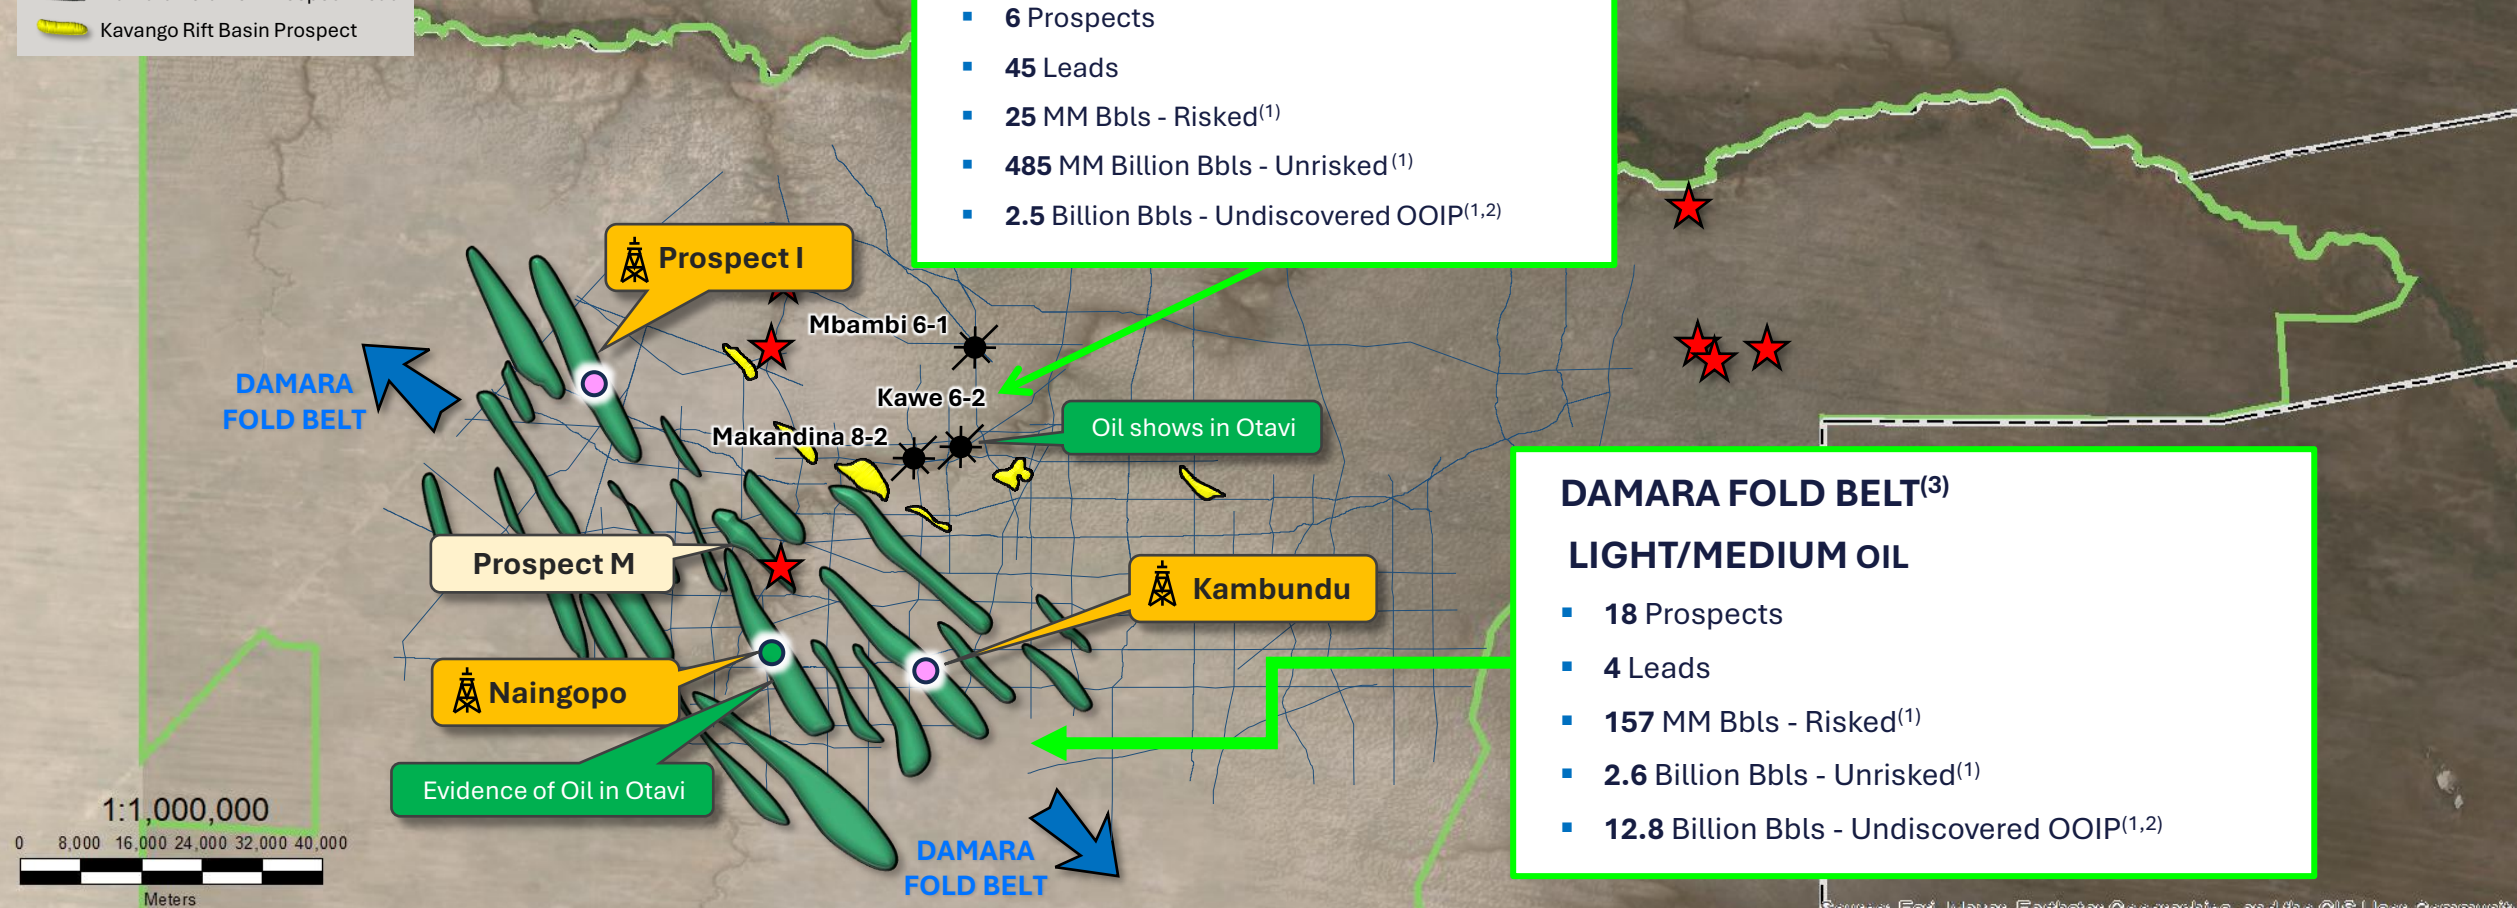 Kavango Rift Basin Prospect
6 Prospects
45 Leads
25 MM Bbls - Risked(1)
485 MM Billion Bbls - Unrisked (1)
2.5 Billion Bbls - Undiscovered OOIP(1,2)
Prospect I
Mbambi 6-1
DAMARA
FOLD BELT
Kawe 6-2
Makandina 8-2
Oil shows in Otavi
Prospect M
Kambundu
Naingopo
Evidence of Oil in Otavi
DAMARA FOLD BELT(3)
LIGHT/MEDIUM OIL
18 Prospects
4 Leads
157 MM Bbls - Risked(1)
2.6 Billion Bbls - Unrisked(1)
12.8 Billion Bbls - Undiscovered OOIP(1,2)
DAMARA
FOLD BELT
1:1,000,000
0 8,000 16,000 24,000 32,000 40,000
Meters